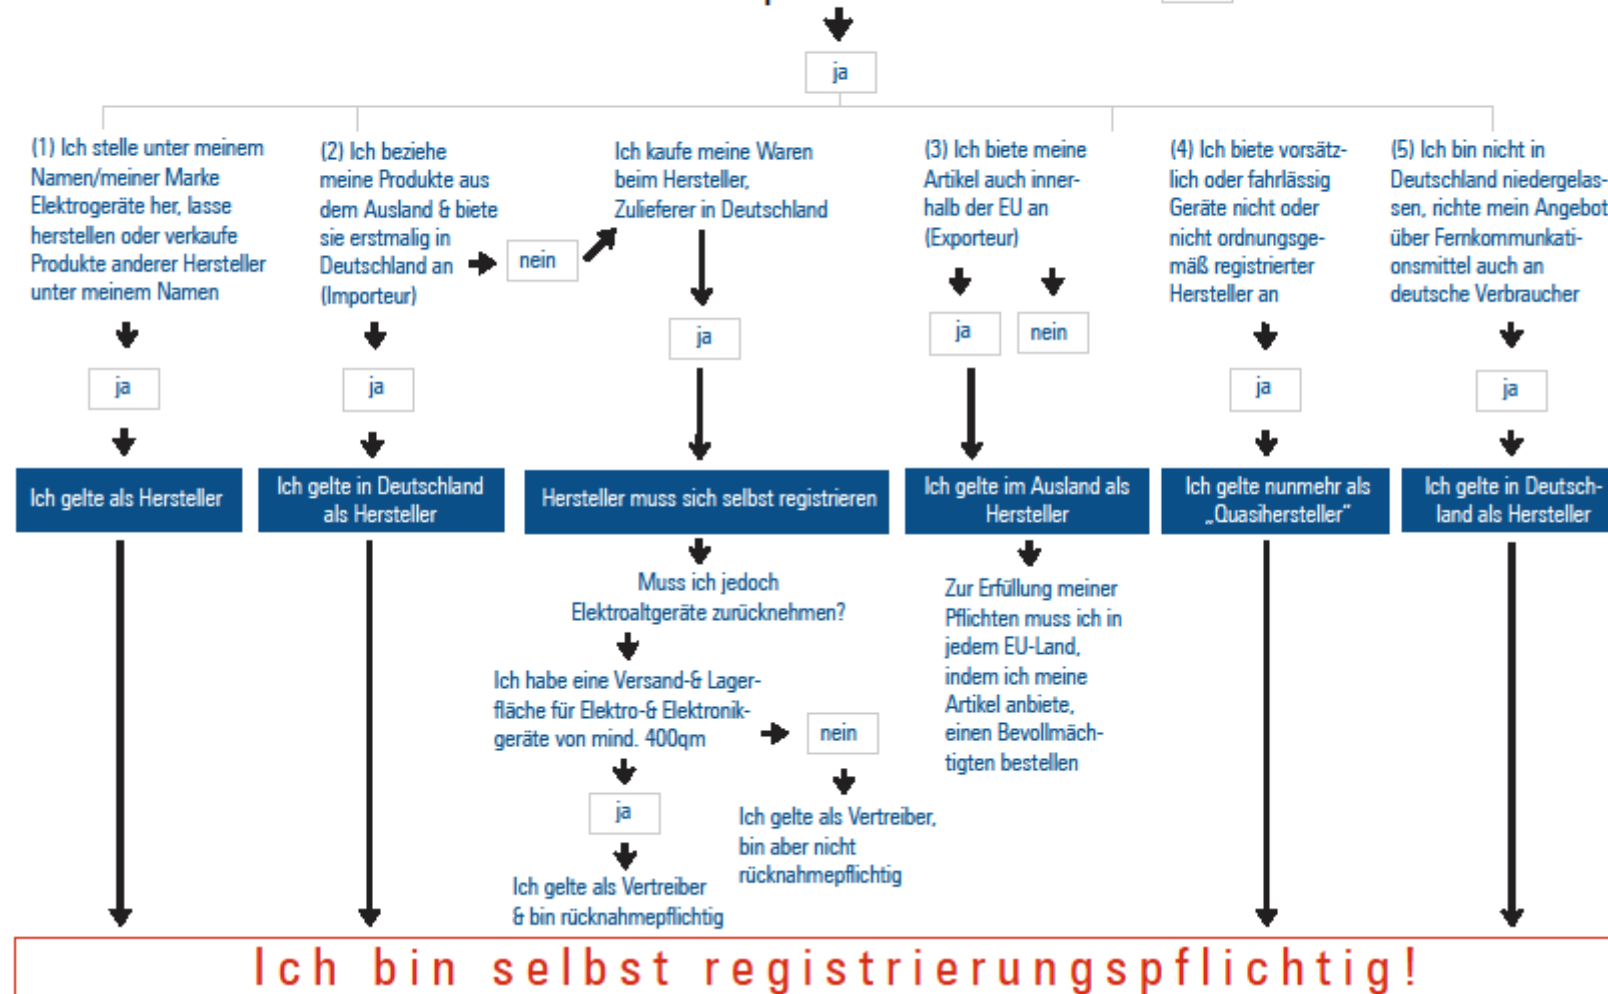 ja
(1) Ich stelle unter meinem
Namen/meiner Marke
Elektrogeräte her, lasse
herstellen oder verkaufe
Produkte anderer Hersteller
unter meinem Namen
ja
Ich gelte als Hersteller
(2) Ich beziehe
meine Produkte aus
dem Ausland & biete
sie erstmalig in
Deutschland an
(Importeur)
nein
ja
Ich gelte in Deutschland
als Hersteller
Ich kaufe meine Waren
beim Hersteller,
Zulieferer in Deutschland
ja
Hersteller muss sich selbst registrieren
Muss ich jedoch
Elektroaltgeräte zurücknehmen?
Ich habe eine Versand-& Lager-
fläche für Elektro-& Elektronik-
geräte von mind. 400qm
nein
ja
Ich gelte als Vertreiber,
bin aber nicht
rücknahmepflichtig
Ich gelte als Vertreiber
& bin rücknahmepflichtig
(3) Ich biete meine
Artikel auch inner-
halb der EU an
(Exporteur)
ja
nein
Ich gelte im Ausland als
Hersteller
Zur Erfüllung meiner
Pflichten muss ich in
jedem EU-Land,
indem ich meine
Artikel anbiete,
einen Bevollmäch-
tigten bestellen
(4) Ich biete vorsätz-
lich oder fahrlässig
Geräte nicht oder
nicht ordnungsge-
mäß registrierter
Hersteller an
ja
Ich gelte nunmehr als
„Quasihersteller“
(5) Ich bin nicht in
Deutschland niedergelas-
sen, richte mein Angebot
über Fernkommunkati-
onsmittel auch an
deutsche Verbraucher
ja
Ich gelte in Deutsch-
land als Hersteller
Ich bin selbst registrierungspflichtig!